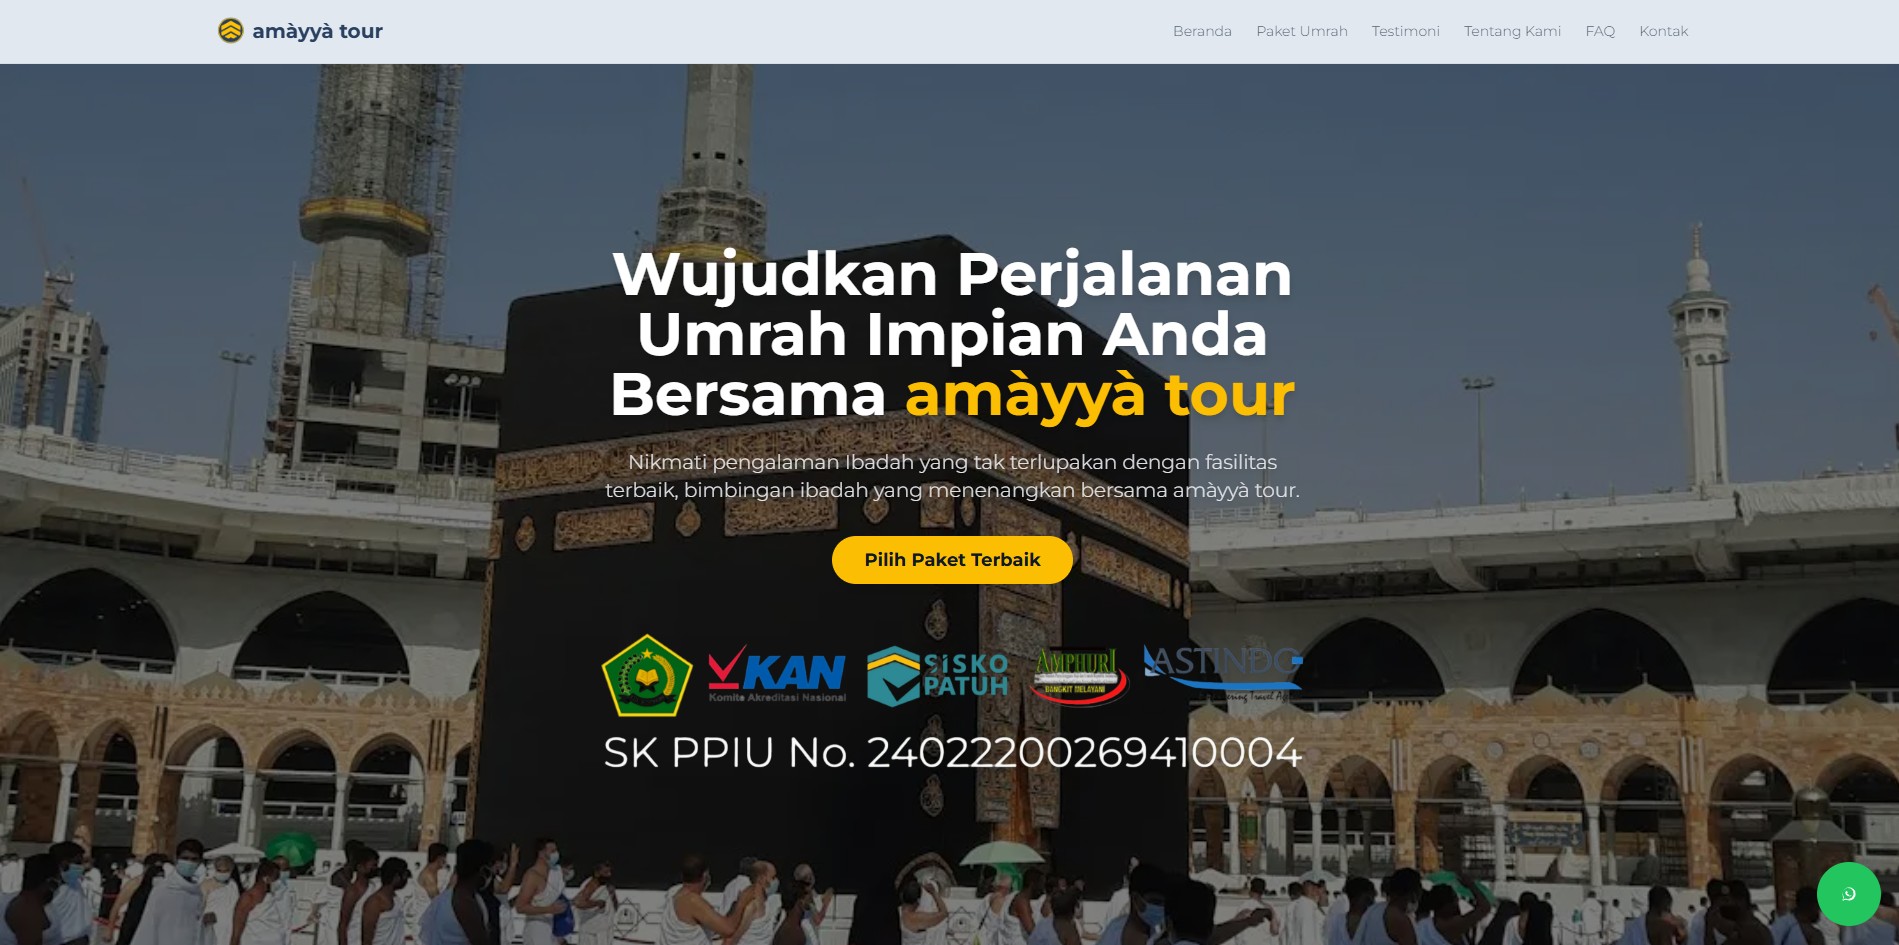 amàyyà tour
Beranda
Paket Umrah
Testimoni
Tentang Kami
FAQ
Kontak
Wujudkan Perjalanan
Umrah Impian Anda
Bersama amàyyà tour
Nikmati pengalaman Ibadah yang tak terlupakan dengan fasilitas
terbaik, bimbingan ibadah yang menenangkan bersama amàyyà tour.
Pilih Paket Terbaik
KAN
Komite Akreditasi Nasional
SISKO
PATUH
AMPHURI
BANGKIT MELAYANI
ASTINDO
SK PPIU No. 24022200269410004